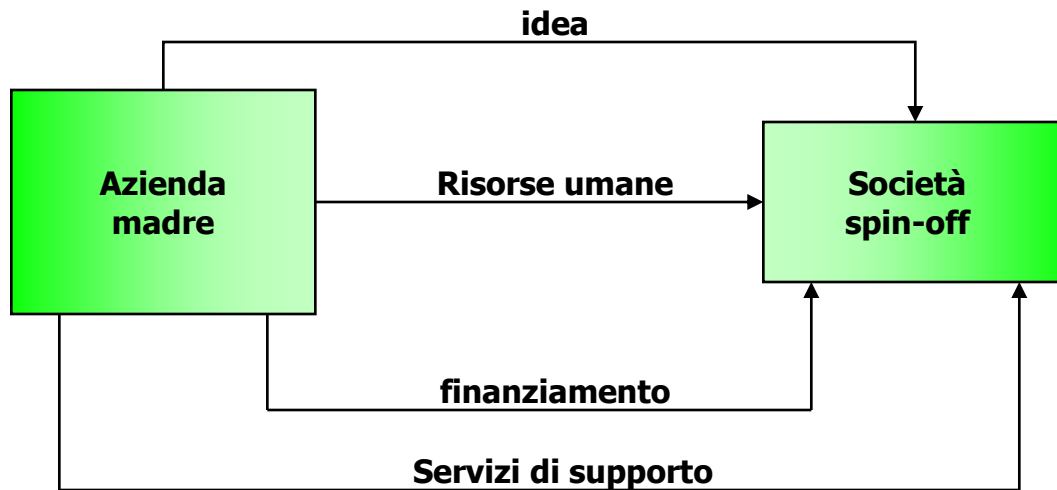 idea
Azienda
madre
Risorse umane
Società
spin-off
finanziamento
Servizi di supporto